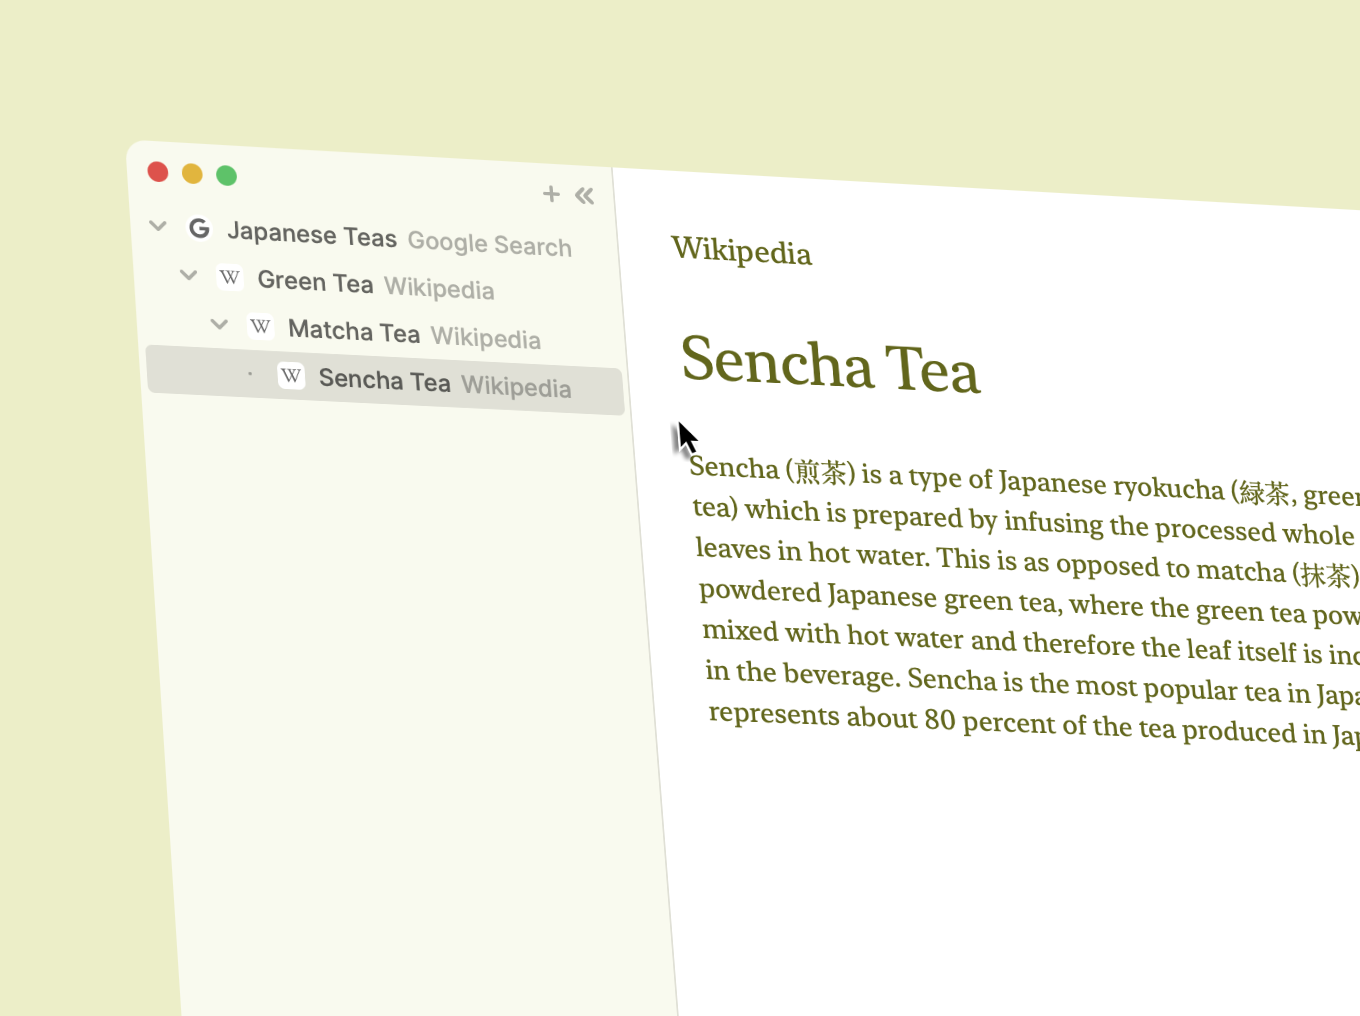 Japanese Teas Google Search
Green Tea Wikipedia
Matcha Tea Wikipedia
Sencha Tea Wikipedia
Wikipedia
Sencha Tea
Sencha (煎茶) is a type of Japanese ryokucha (緑茶, green
tea) which is prepared by infusing the processed whole
leaves in hot water. This is as opposed to matcha (抹茶)
powdered Japanese green tea, where the green tea
mixed with hot water and therefore the leaf itself is
in the beverage. Sencha is the most popular tea in
represents about 80 percent of the tea produced in